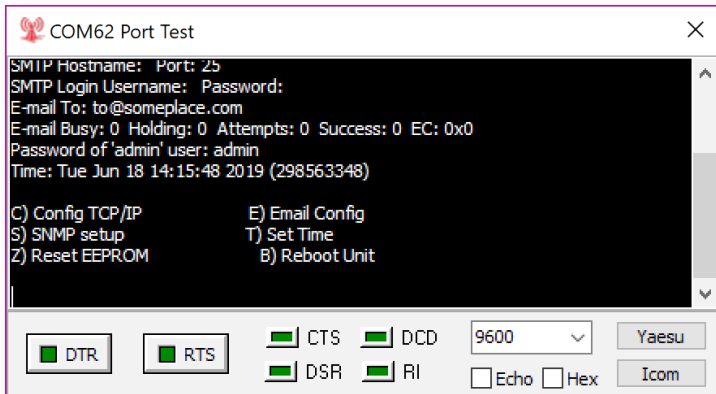 COM62 Port Test
SMTP Hostname: Port: 25
SMTP Login Username: Password:
E-mail To: to@someplace.com
E-mail Busy: 0 Holding: 0 Attempts: 0 Success: 0 EC: 0x0
Password of 'admin' user: admin
Time: Tue Jun 18 14:15:48 2019 (298563348)
C) Config TCP/IP E) Email Config
S) SNMP setup T) Set Time
Z) Reset EEPROM B) Reboot Unit
DTR RTS CTS DCD 9600 Yaesu
DSR RI Echo Hex Icom